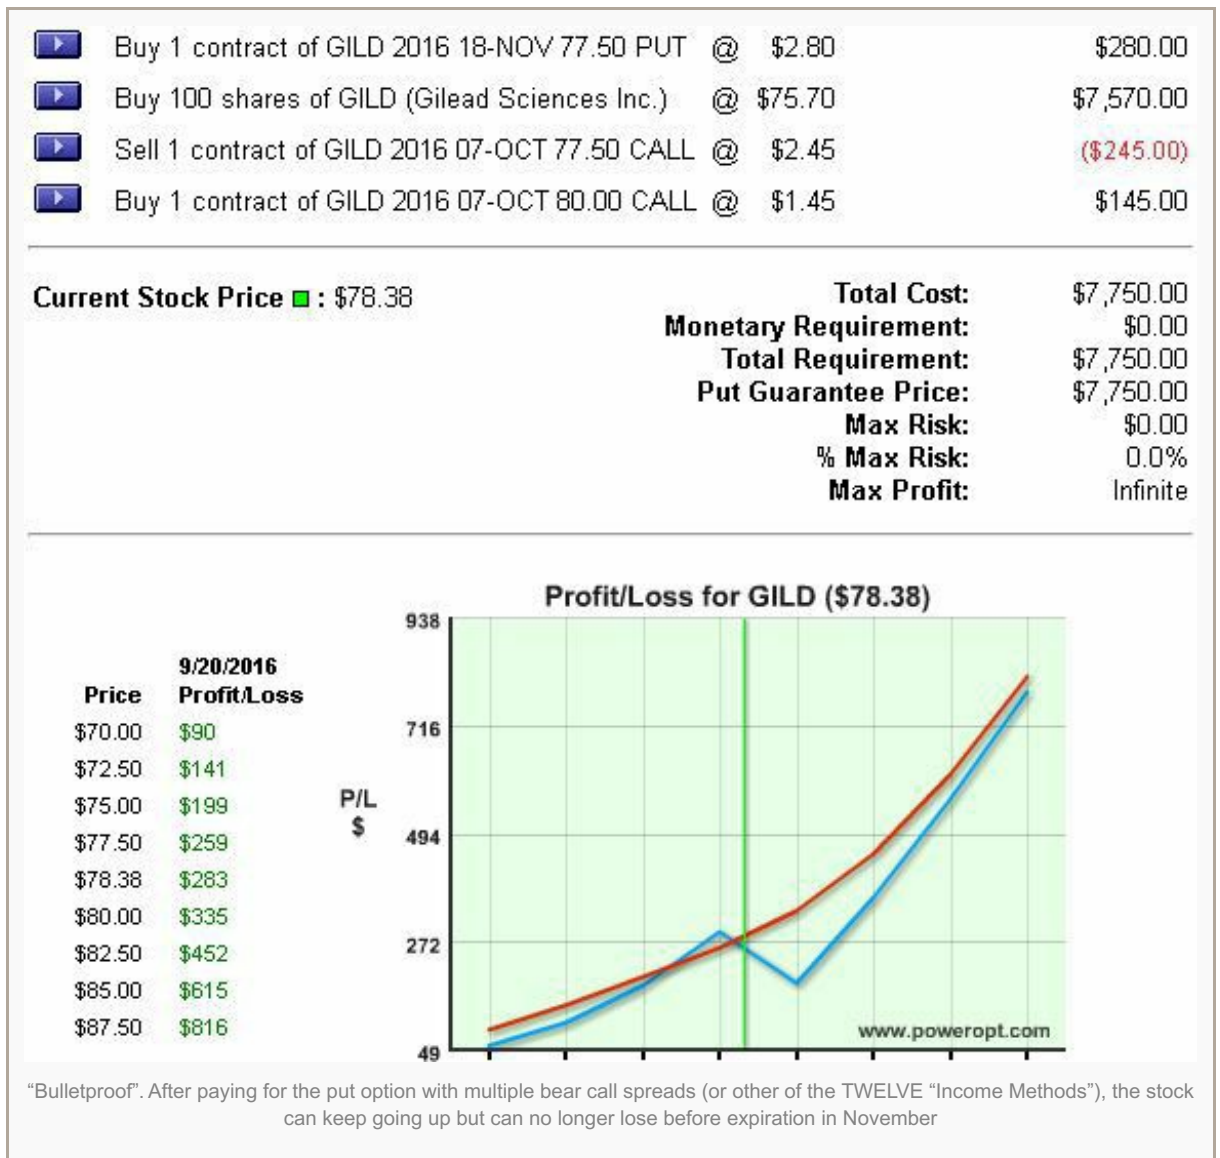 Buy 1 contract of GILD 2016 18-NOV 77.50 PUT @ $2.80 $280.00
Buy 100 shares of GILD (Gilead Sciences Inc.) @ $75.70 $7,570.00
Sell 1 contract of GILD 2016 07-OCT 77.50 CALL @ $2.45 ($245.00)
Buy 1 contract of GILD 2016 07-OCT 80.00 CALL @ $1.45 $145.00
Current Stock Price : $78.38
Total Cost: $7,750.00
Monetary Requirement: $0.00
Total Requirement: $7,750.00
Put Guarantee Price: $7,750.00
Max Risk: $0.00
% Max Risk: 0.0%
Max Profit: Infinite
9/20/2016
Price Profit/Loss
$70.00 $90
$72.50 $141
$75.00 $199
$77.50 $259
$78.38 $283
$80.00 $335
$82.50 $452
$85.00 $615
$87.50 $816
Profit/Loss for GILD ($78.38)
P/L
$
938
716
494
272
49
www.poweropt.com
“Bulletproof”. After paying for the put option with multiple bear call spreads (or other of the TWELVE “Income Methods”), the stock
can keep going up but can no longer lose before expiration in November